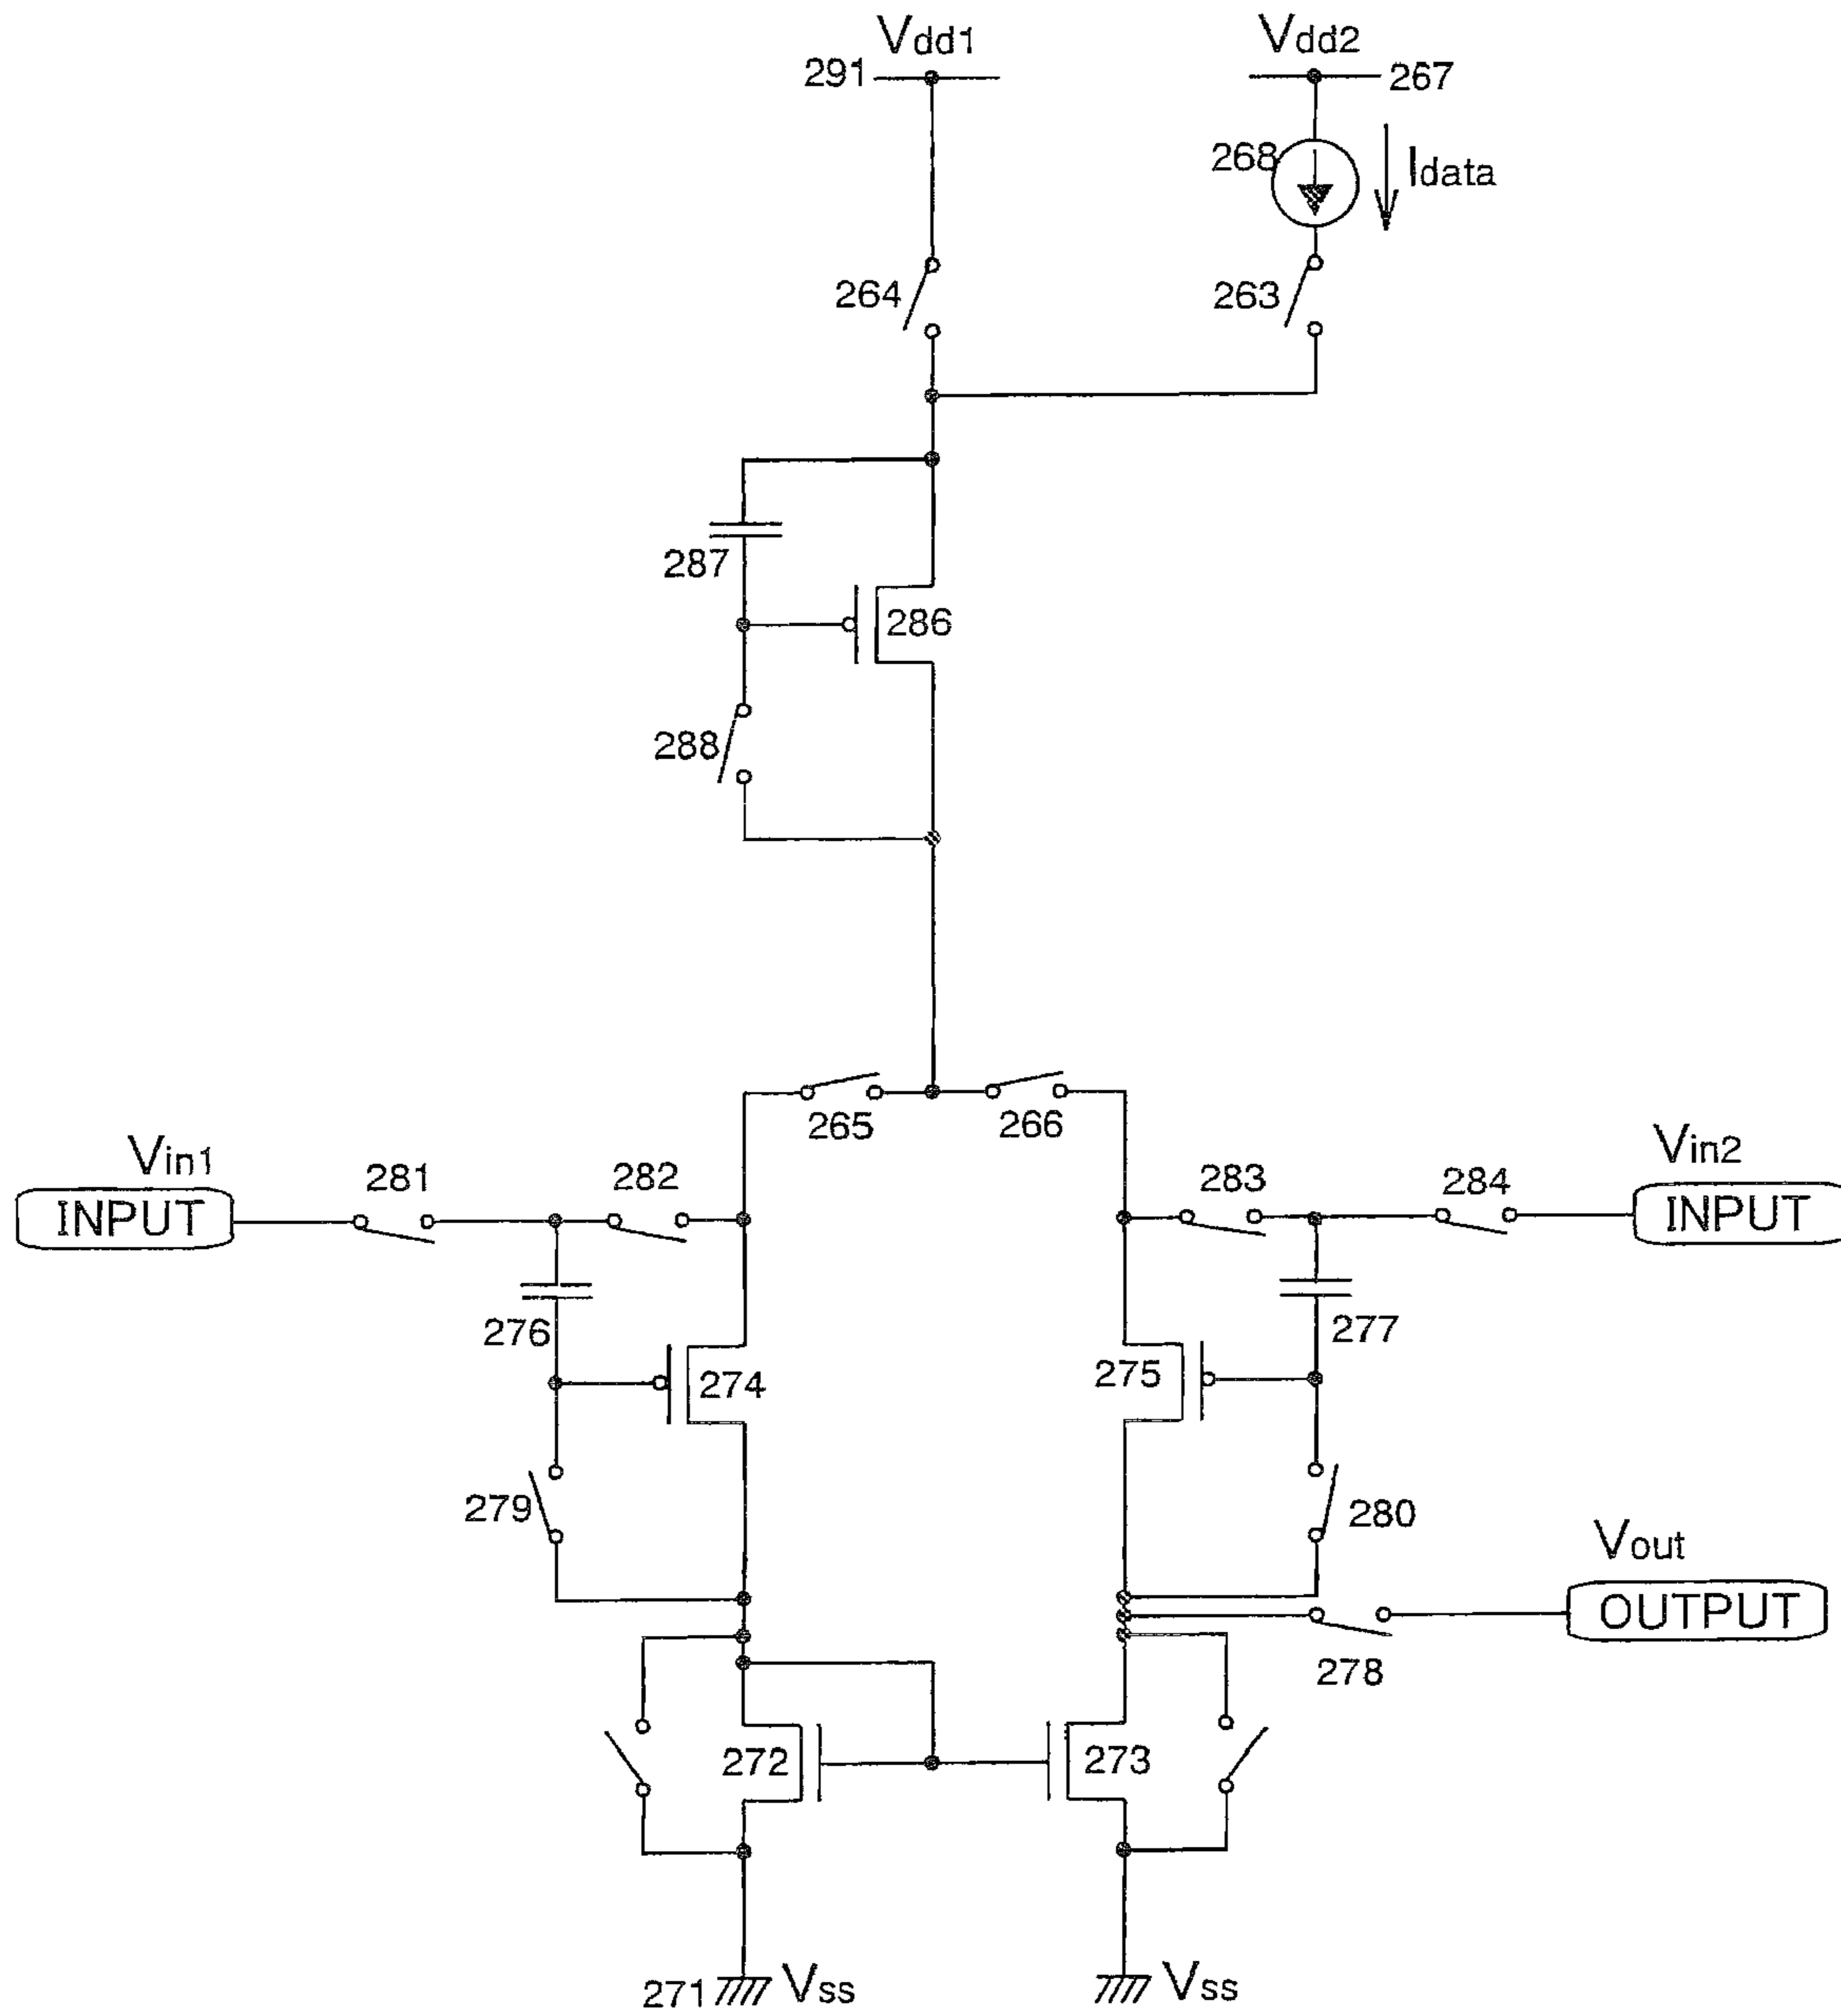 Vdd1 Vdd2
291 267
268 Idata
264 263
287
286
288
265 266
Vin1 Vin2
281 282 283 284
INPUT INPUT
276 277
274 275
279 280
Vout
OUTPUT
278
272 273
271 Vss Vss